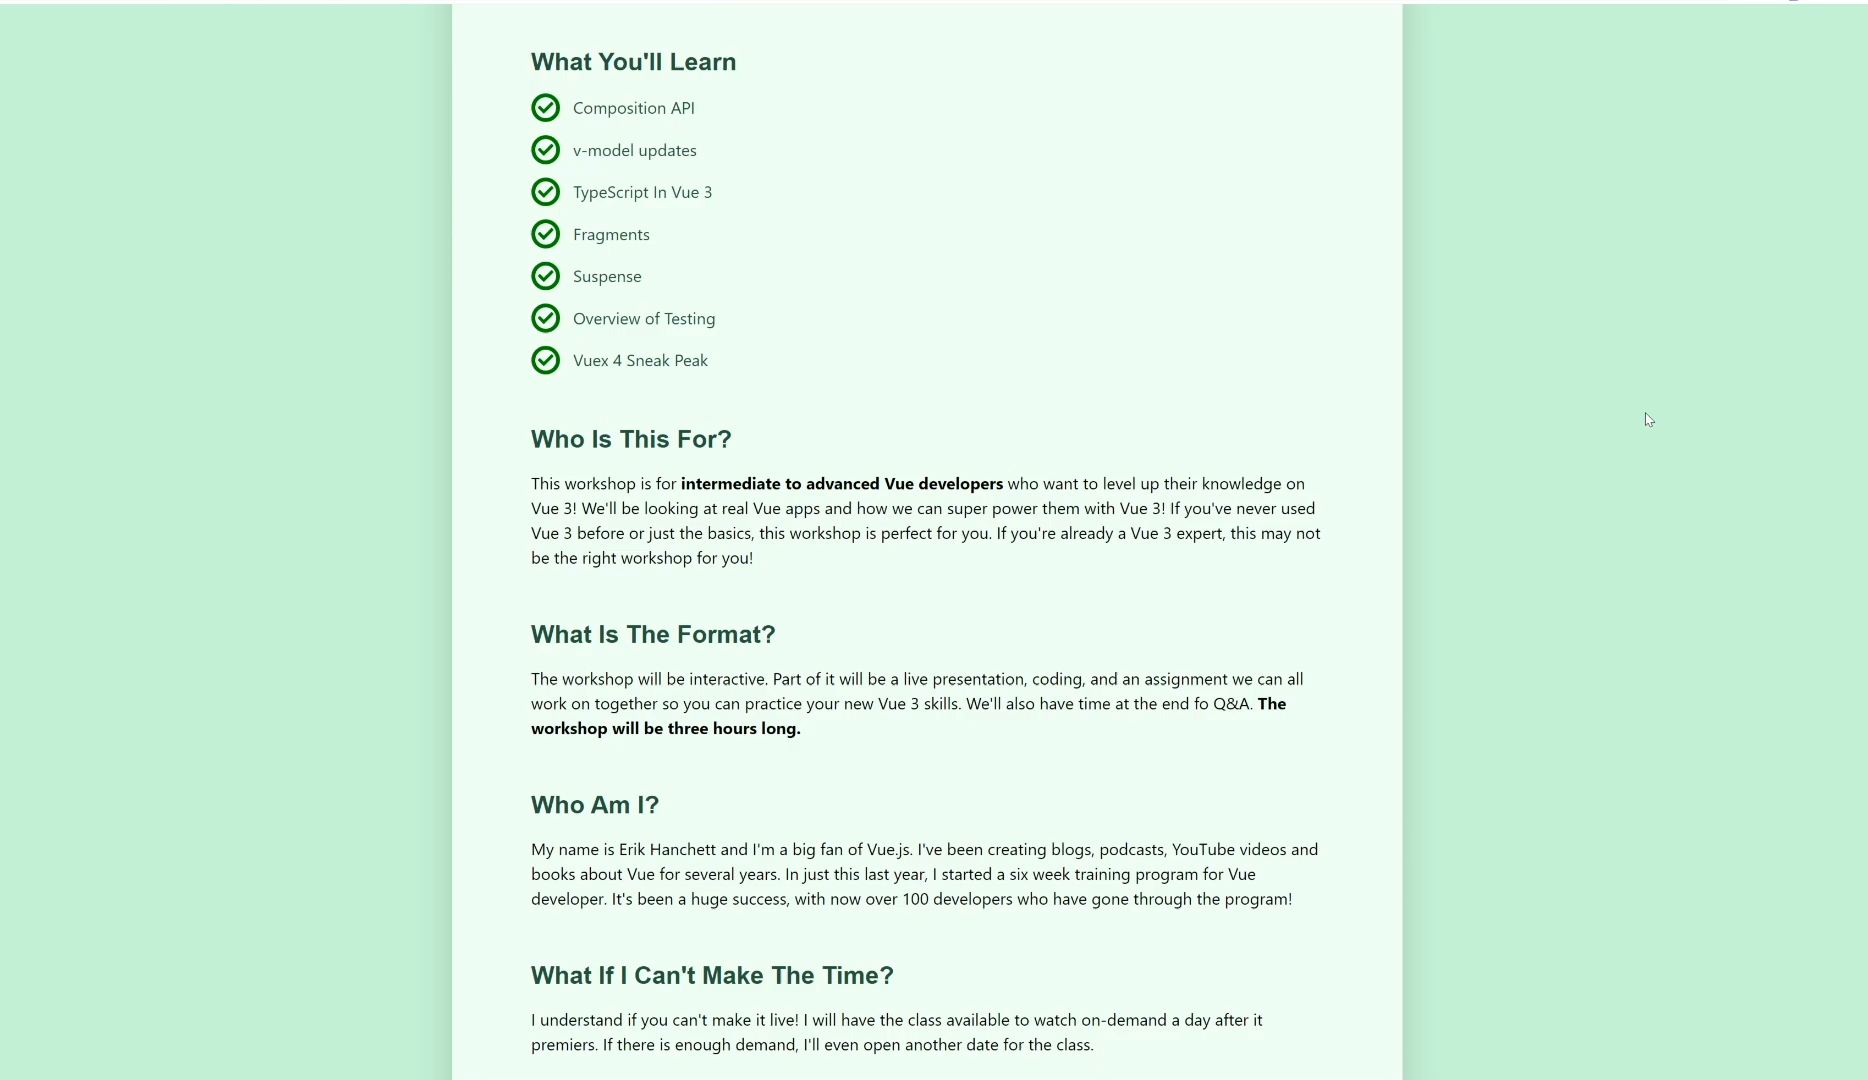 What You'll Learn
Composition API
v-model updates
TypeScript In Vue 3
Fragments
Suspense
Overview of Testing
Vuex 4 Sneak Peak
Who Is This For?
This workshop is for intermediate to advanced Vue developers who want to level up their knowledge on
Vue 3! We'll be looking at real Vue apps and how we can super power them with Vue 3! If you've never used
Vue 3 before or just the basics, this workshop is perfect for you. If you're already a Vue 3 expert, this may not
be the right workshop for you!
What Is The Format?
The workshop will be interactive. Part of it will be a live presentation, coding, and an assignment we can all
work on together so you can practice your new Vue 3 skills. We'll also have time at the end fo Q&A. The
workshop will be three hours long.
Who Am I?
My name is Erik Hanchett and I'm a big fan of Vue.js. I've been creating blogs, podcasts, YouTube videos and
books about Vue for several years. In just this last year, I started a six week training program for Vue
developer. It's been a huge success, with now over 100 developers who have gone through the program!
What If I Can't Make The Time?
I understand if you can't make it live! I will have the class available to watch on-demand a day after it
premiers. If there is enough demand, I'll even open another date for the class.